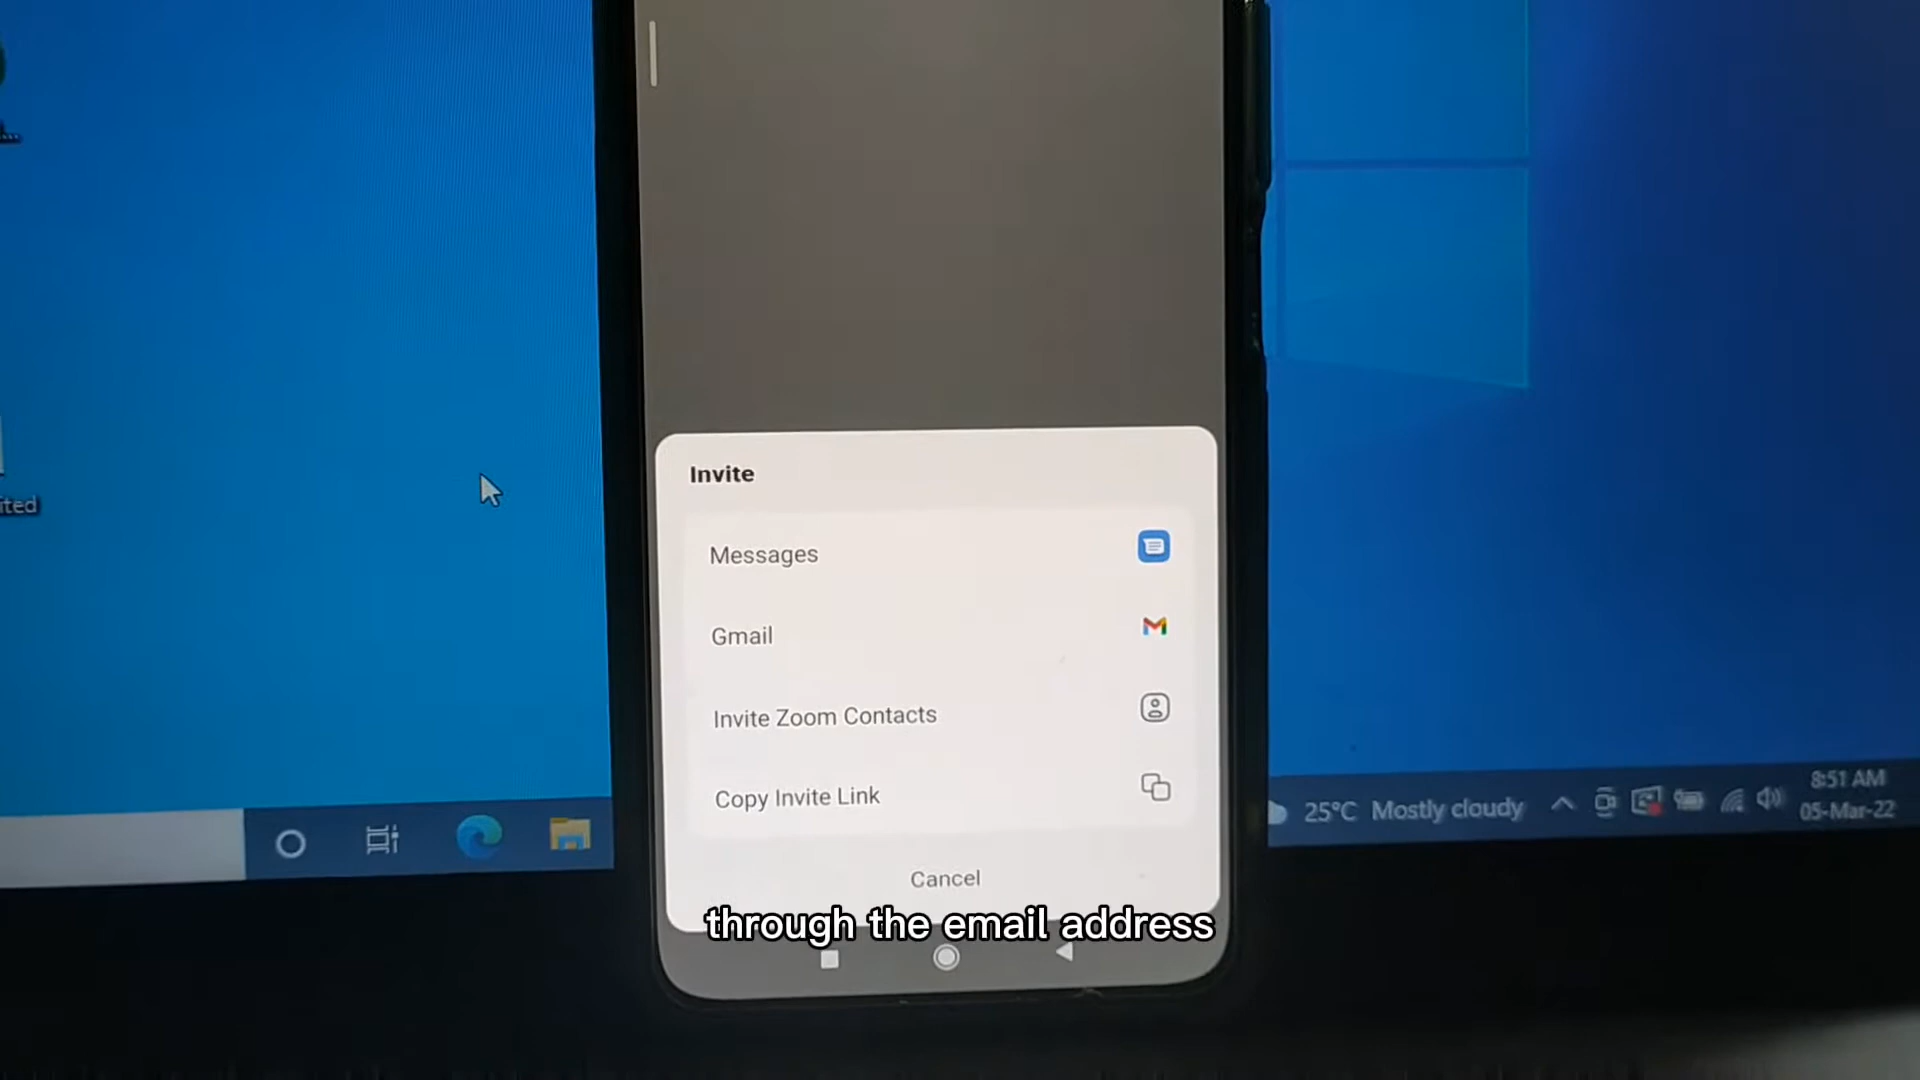 Invite
Messages
Gmail
Invite Zoom Contacts
Copy Invite Link
Cancel
through the email address
ited
25°C Mostly cloudy
8:51 AM
05-Mar-22